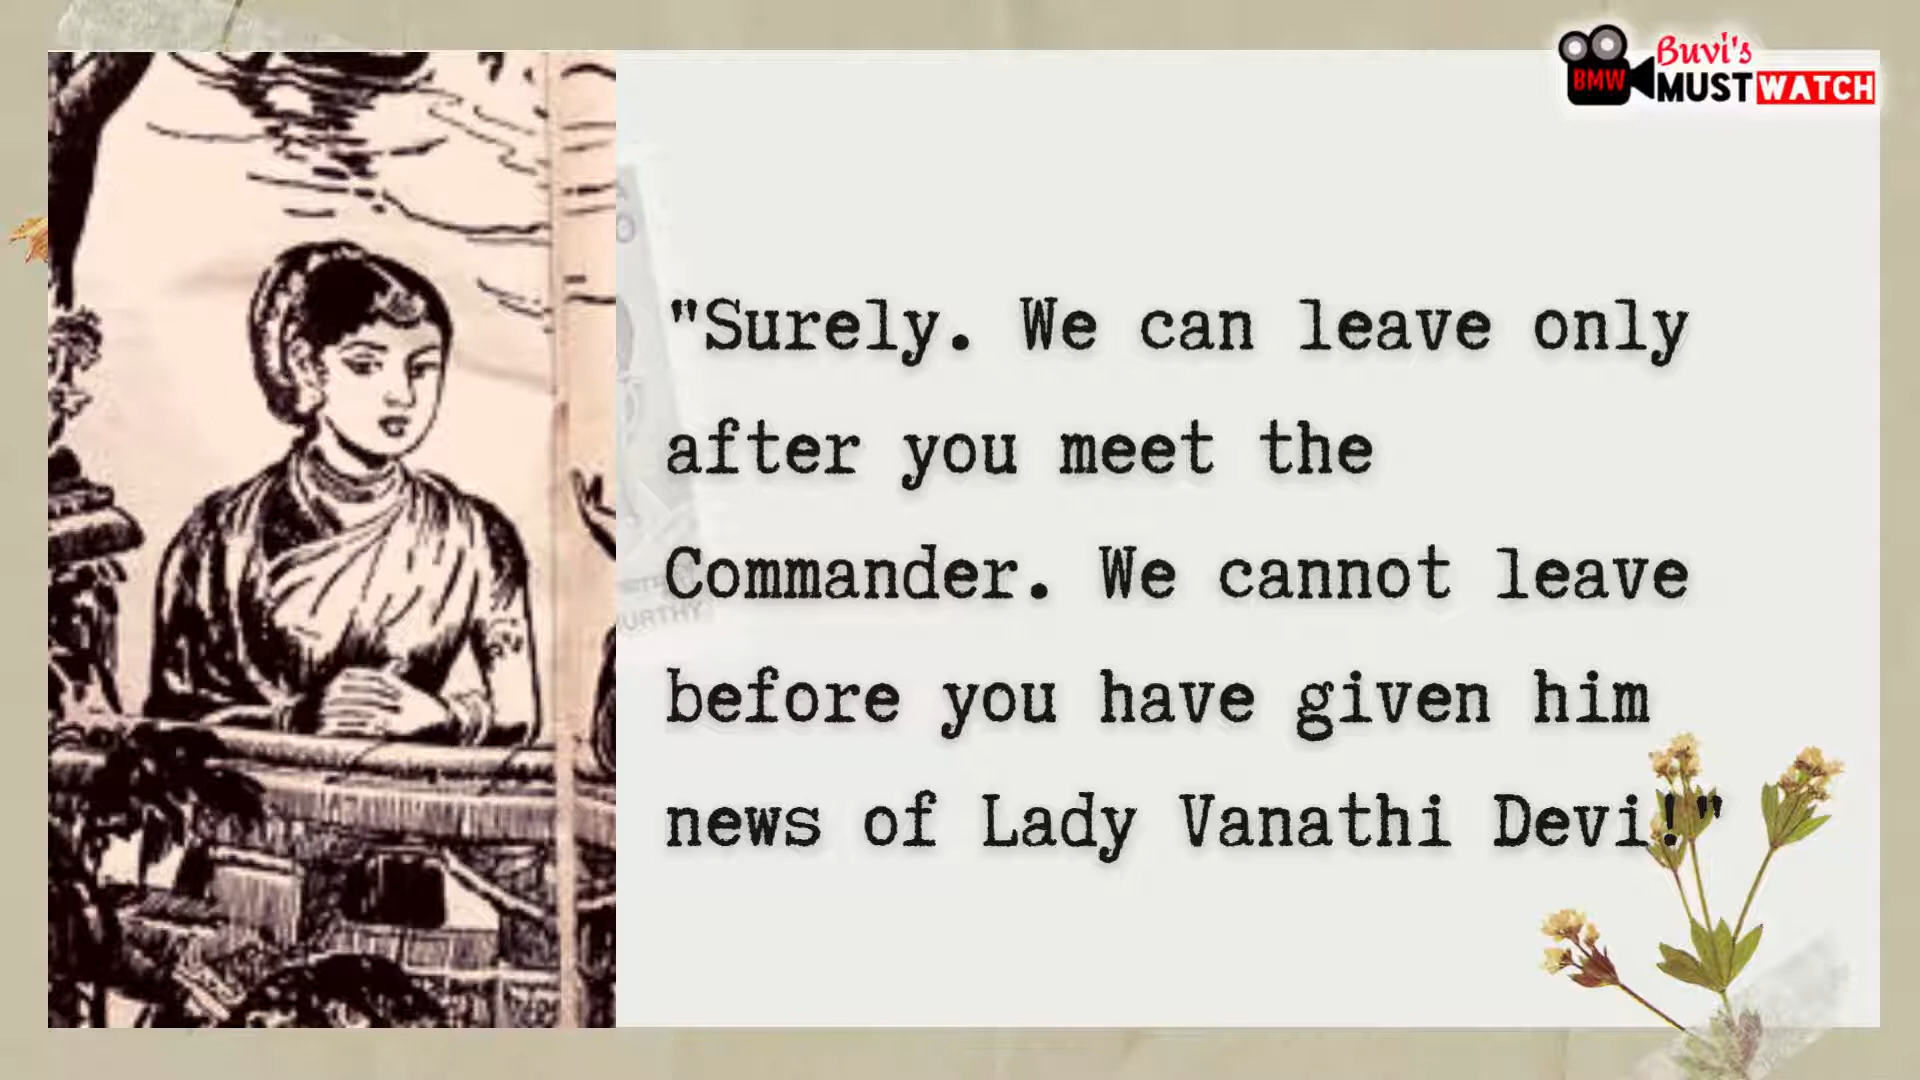 Buvi's
BMW
MUST WATCH
"Surely. We can leave only
after you meet the
Commander. We cannot leave
before you have given him
news of Lady Vanathi Devi!"